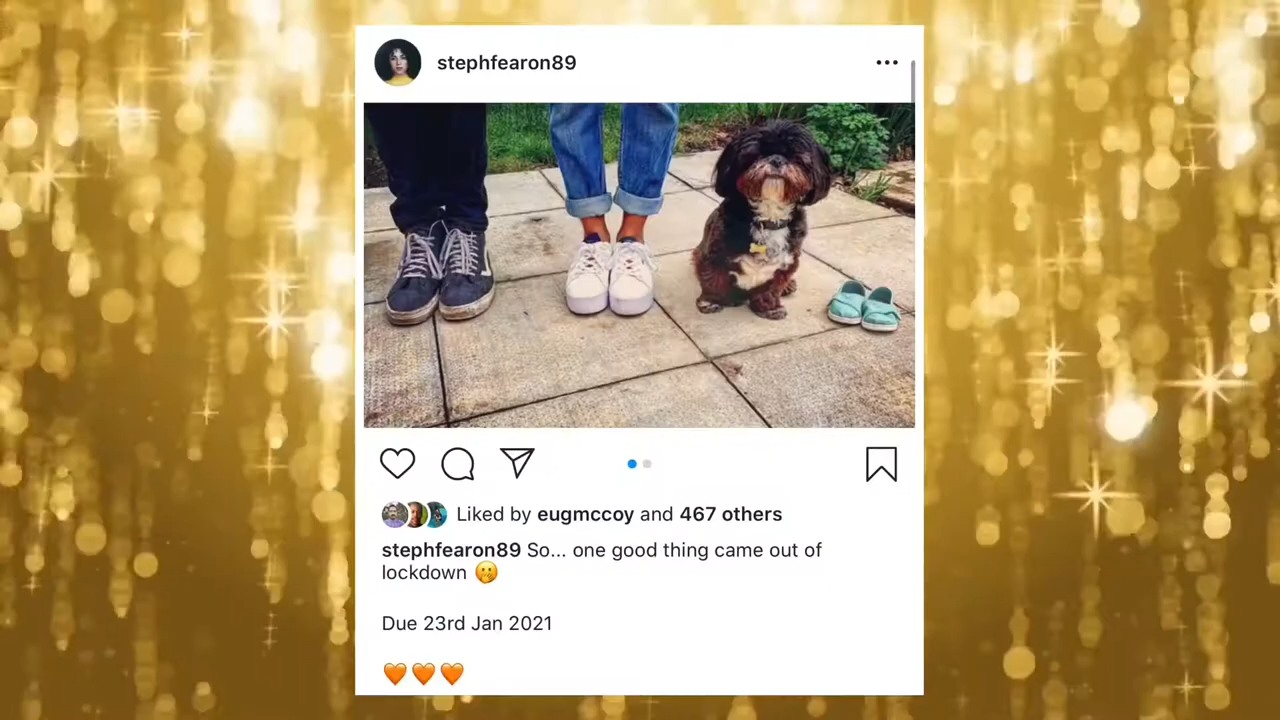 stephfearon89
Liked by eugmccoy and 467 others
stephfearon89 So... one good thing came out of
lockdown 🤭
Due 23rd Jan 2021
🧡🧡🧡